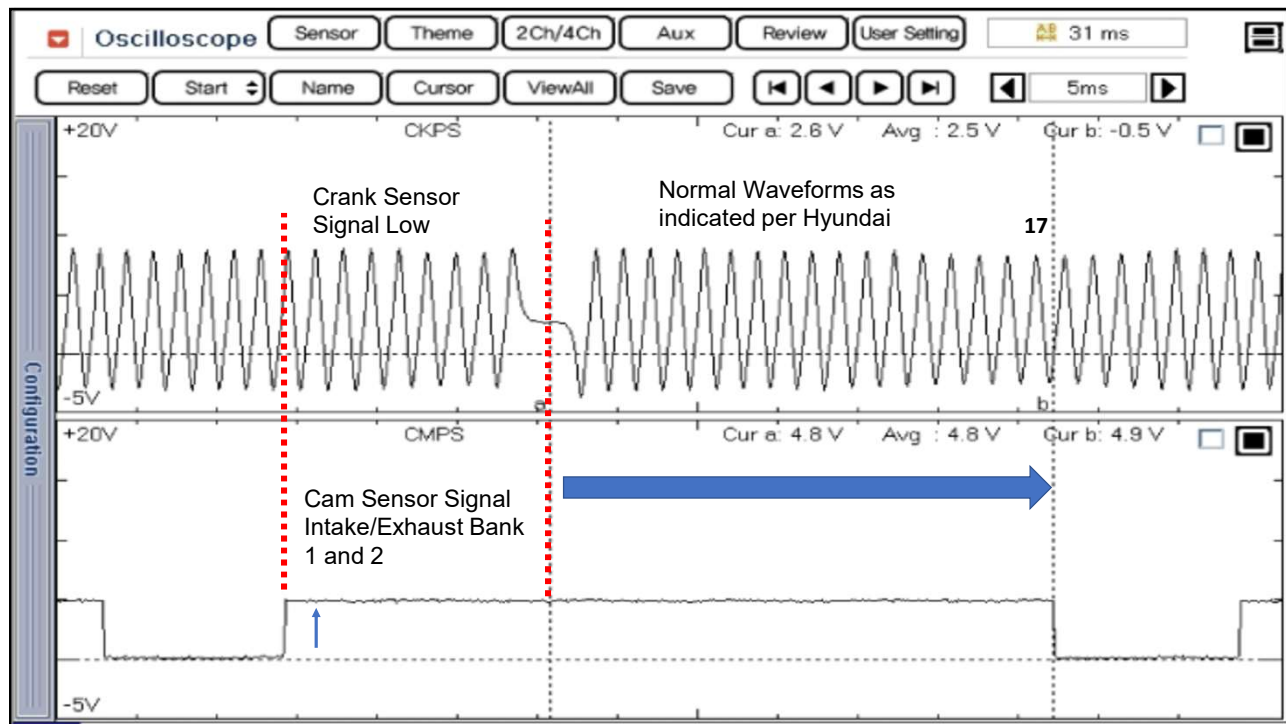 Oscilloscope Sensor Theme 2Ch/4Ch Aux Review User Setting 31 ms
Reset Start Name Cursor ViewAll Save 5ms
+20V CKPS Cur a: 2.6 V Avg : 2.5 V Cur b: -0.5 V
Crank Sensor
Signal Low
Normal Waveforms as
indicated per Hyundai
17
-5V a b
Configuration
+20V CMPS Cur a: 4.8 V Avg : 4.8 V Cur b: 4.9 V
Cam Sensor Signal
Intake/Exhaust Bank
1 and 2
-5V